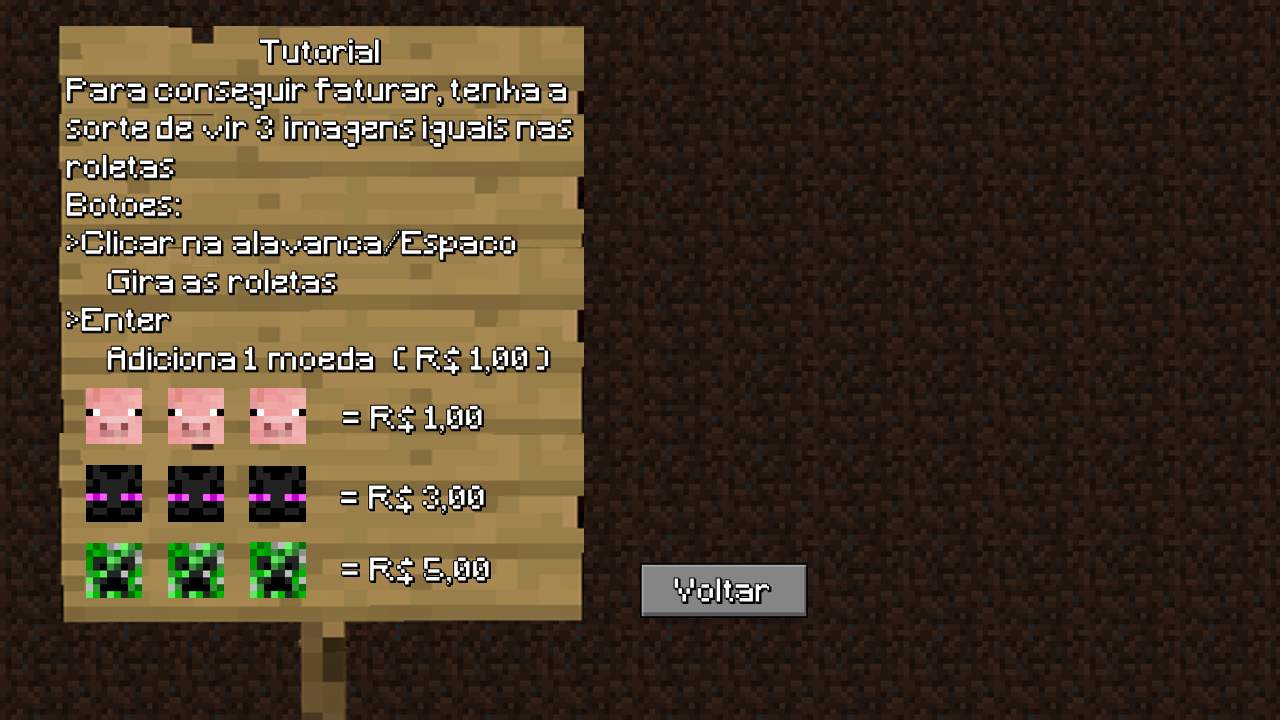 Tutorial
Para conseguir faturar, tenha a
sorte de vir 3 imagens iguais nas
roletas
Botoes:
>Clicar na alavanca/Espaco
Gira as roletas
>Enter
Adiciona 1 moeda ( R$ 1,00 )
= R$ 1,00
= R$ 3,00
= R$ 5,00
Voltar